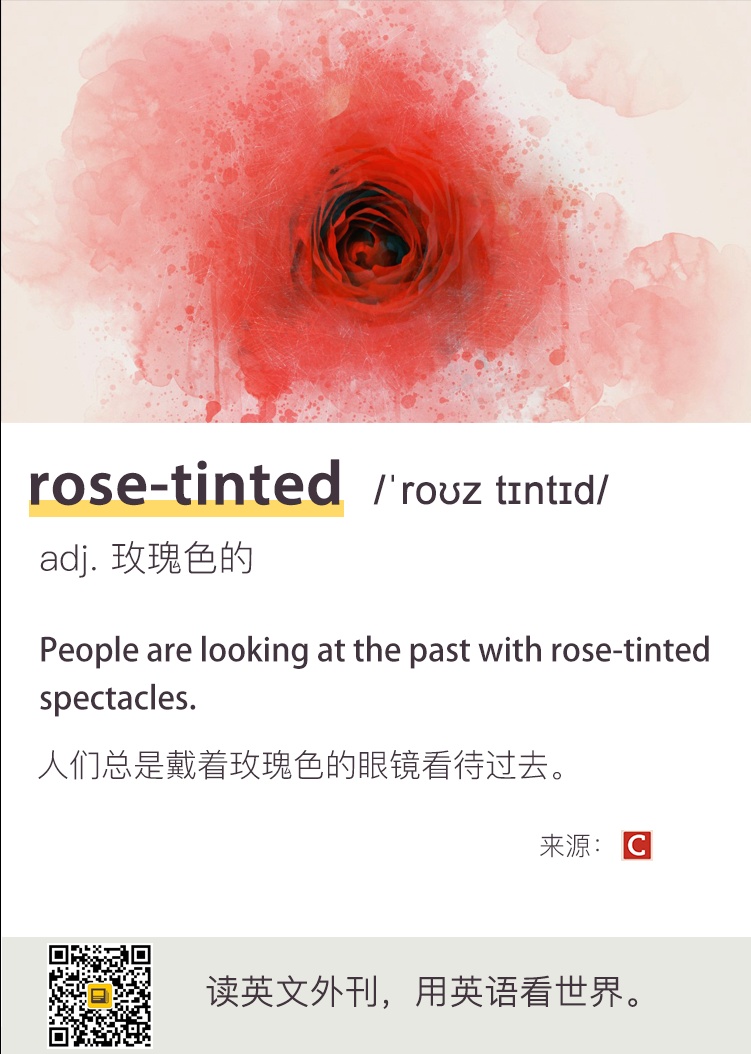 rose-tinted /ˈroʊz tɪntɪd/
adj. 玫瑰色的
People are looking at the past with rose-tinted
spectacles.
人们总是戴着玫瑰色的眼镜看待过去。
来源： C
读英文外刊，用英语看世界。